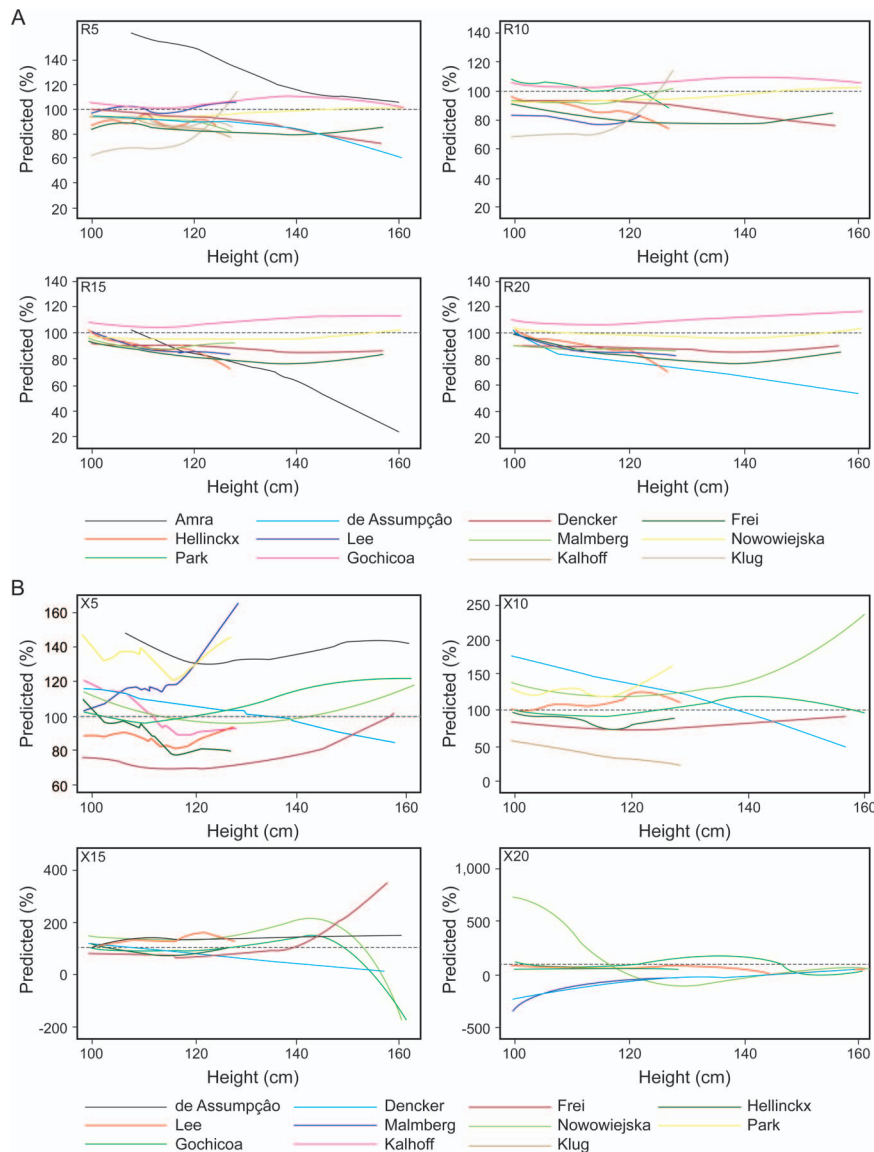 A
R5
Predicted (%)
140
120
100
80
60
40
20
100
120
140
160
Height (cm)
R10
Predicted (%)
140
120
100
80
60
40
20
100
120
140
160
Height (cm)
R15
Predicted (%)
140
120
100
80
60
40
20
100
120
140
160
Height (cm)
R20
Predicted (%)
140
120
100
80
60
40
20
100
120
140
160
Height (cm)
Amra de Assumpçâo Dencker Frei
Hellinckx Lee Malmberg Nowowiejska
Park Gochicoa Kalhoff Klug
B
X5
Predicted (%)
160
140
120
100
80
60
100
120
140
160
Height (cm)
X10
Predicted (%)
250
200
150
100
50
0
100
120
140
160
Height (cm)
X15
Predicted (%)
400
200
0
-200
100
120
140
160
Height (cm)
X20
Predicted (%)
1,000
500
0
-500
100
120
140
160
Height (cm)
de Assumpçâo Dencker Frei Hellinckx
Lee Malmberg Nowowiejska Park
Gochicoa Kalhoff Klug